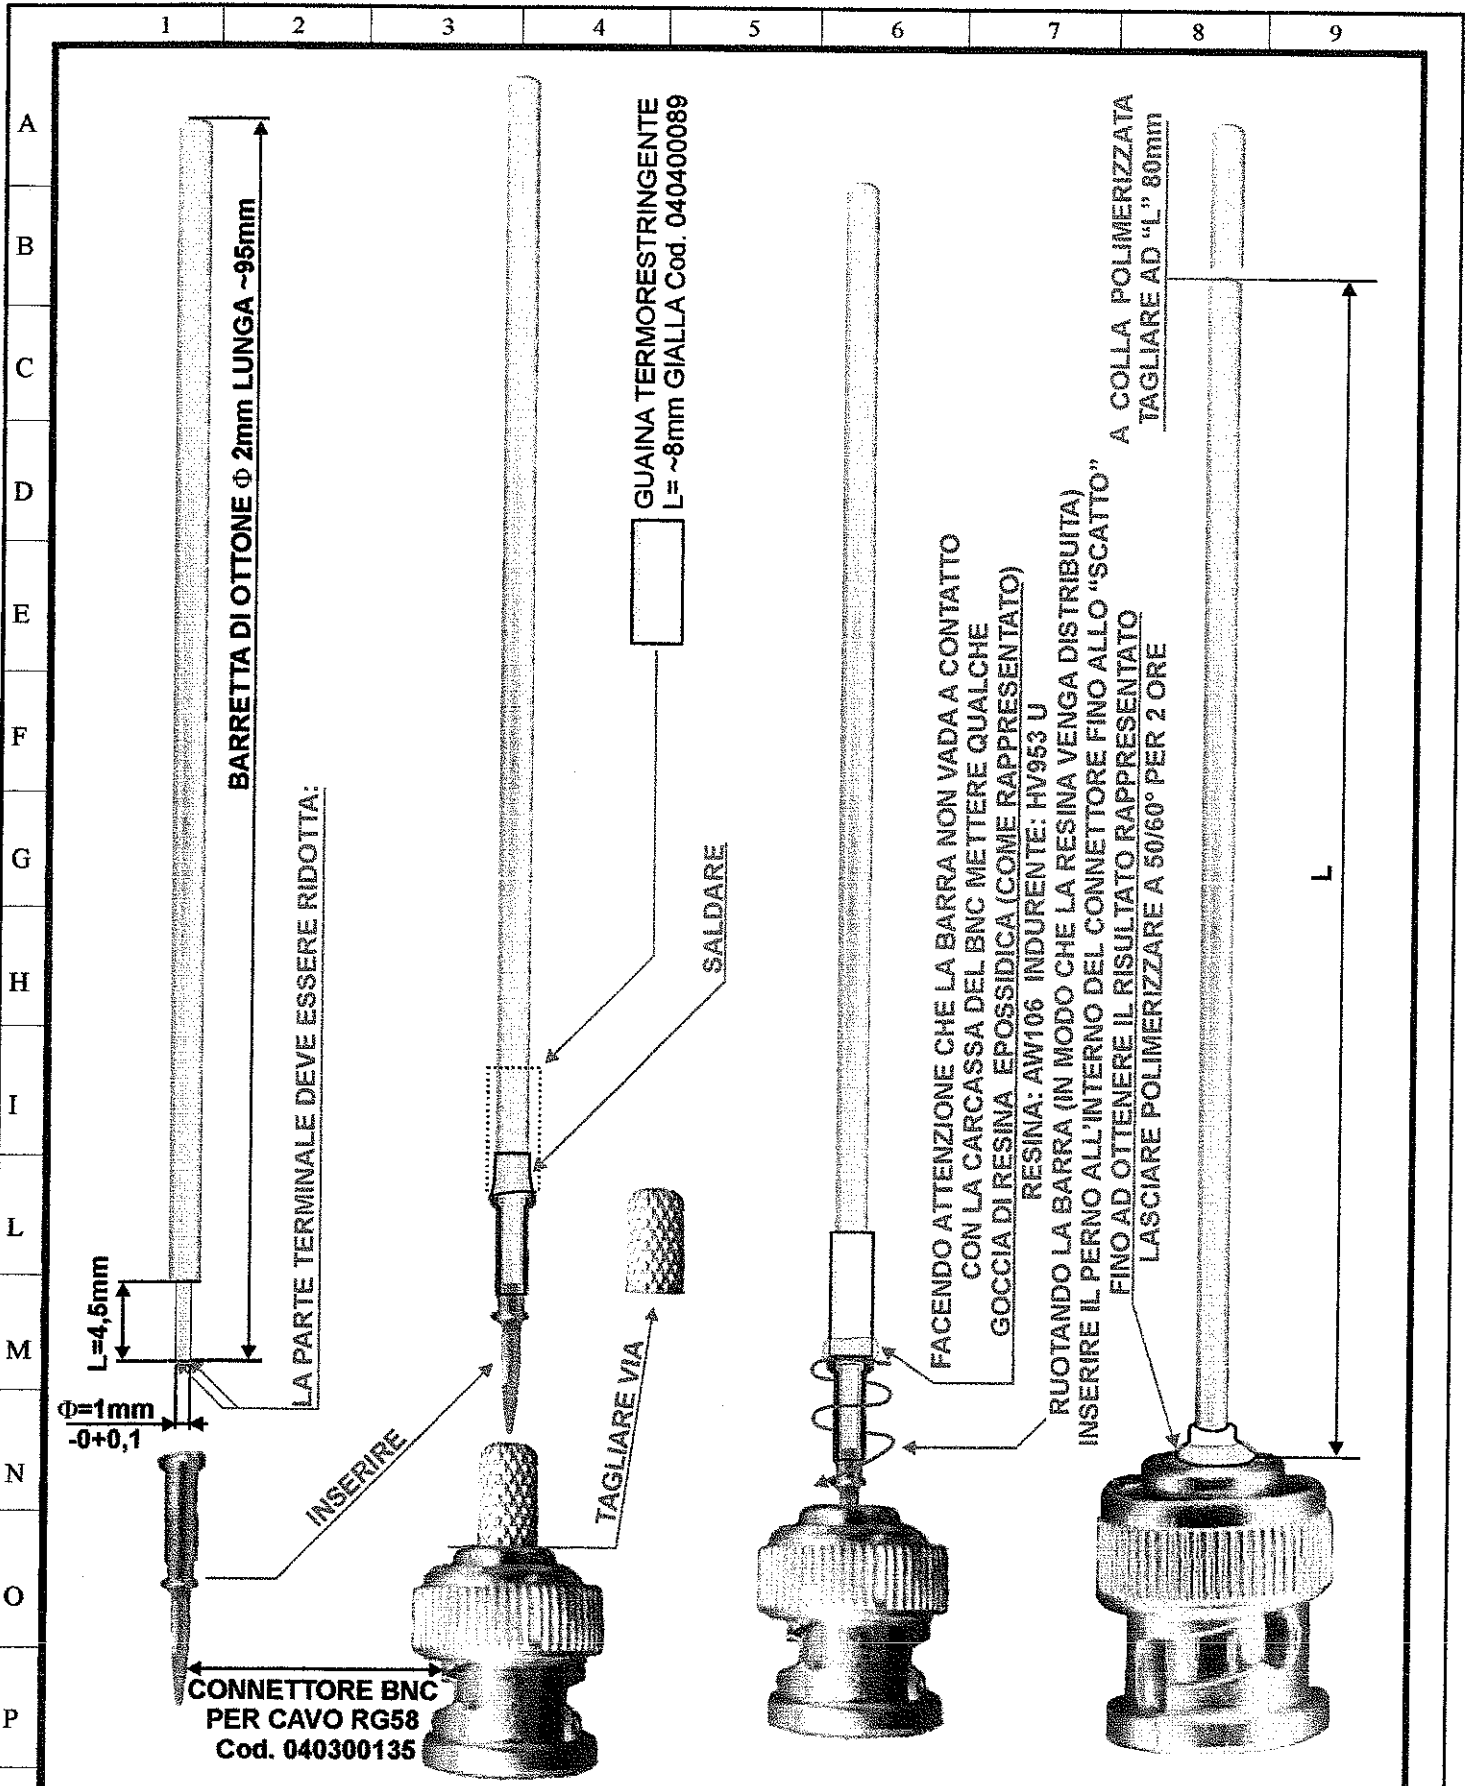 1 2 3 4 5 6 7 8 9
A
B
C
D
E
F
G
H
I
L
M
N
O
P
BARRETTA DI OTTONE Φ 2mm LUNGA ~95mm
LA PARTE TERMINALE DEVE ESSERE RIDOTTA:
L=4,5mm
Φ=1mm
-0+0,1
INSERIRE
CONNETTORE BNC
PER CAVO RG58
Cod. 040300135
GUAINA TERMORESTRINGENTE
L= ~8mm GIALLA Cod. 040400089
SALDARE
TAGLIARE VIA
FACENDO ATTENZIONE CHE LA BARRA NON VADA A CONTATTO
CON LA CARCASSA DEL BNC METTERE QUALCHE
GOCCIA DI RESINA EPOSSIDICA (COME RAPPRESENTATO)
RESINA: AW106 INDURENTE: HV953 U
RUOTANDO LA BARRA (IN MODO CHE LA RESINA VENGA DISTRIBUITA)
INSERIRE IL PERNO ALL'INTERNO DEL CONNETTORE FINO ALLO "SCATTO"
FINO AD OTTENERE IL RISULTATO RAPPRESENTATO
LASCIARE POLIMERIZZARE A 50/60° PER 2 ORE
A COLLA POLIMERIZZATA
TAGLIARE AD "L" 80mm
L